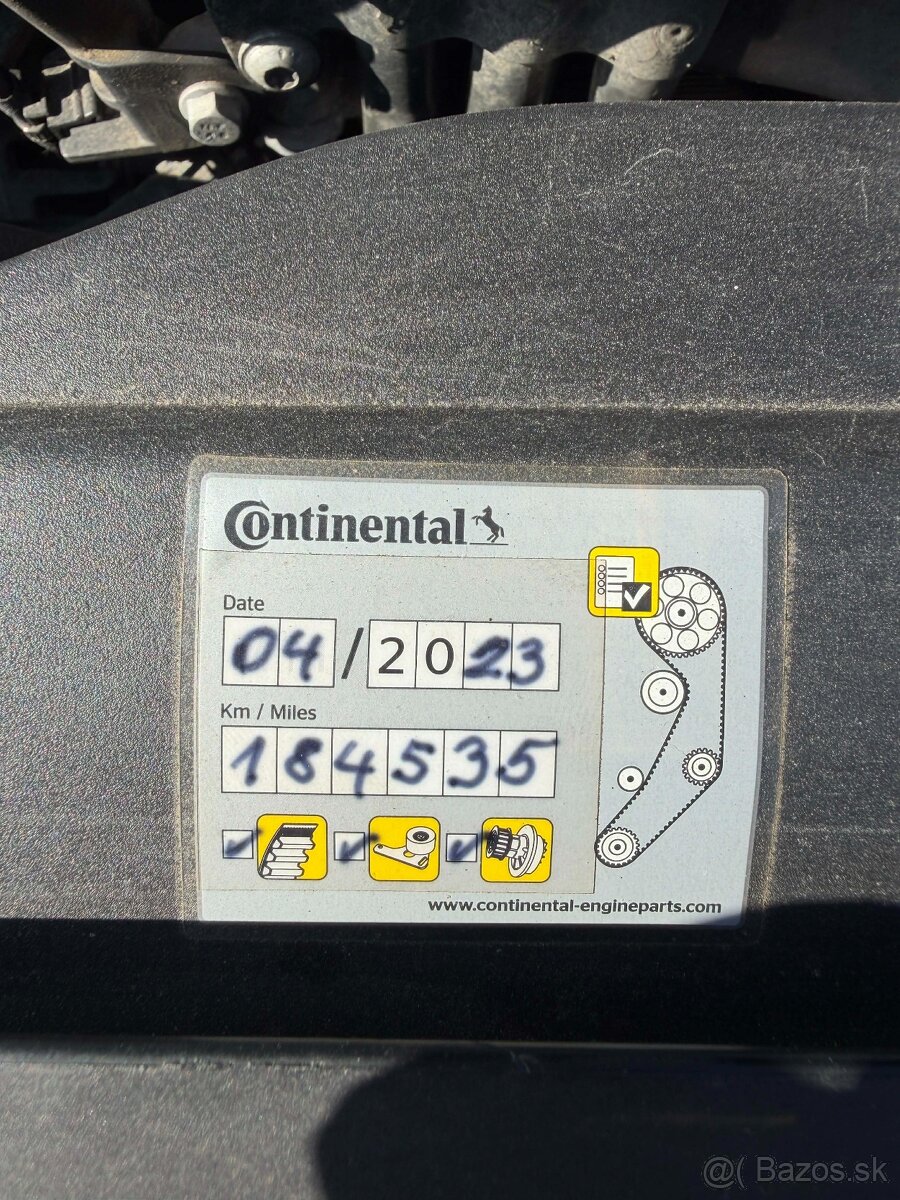 Continental
Date
04/2023
Km / Miles
184535
www.continental-engineparts.com
@( Bazos.sk